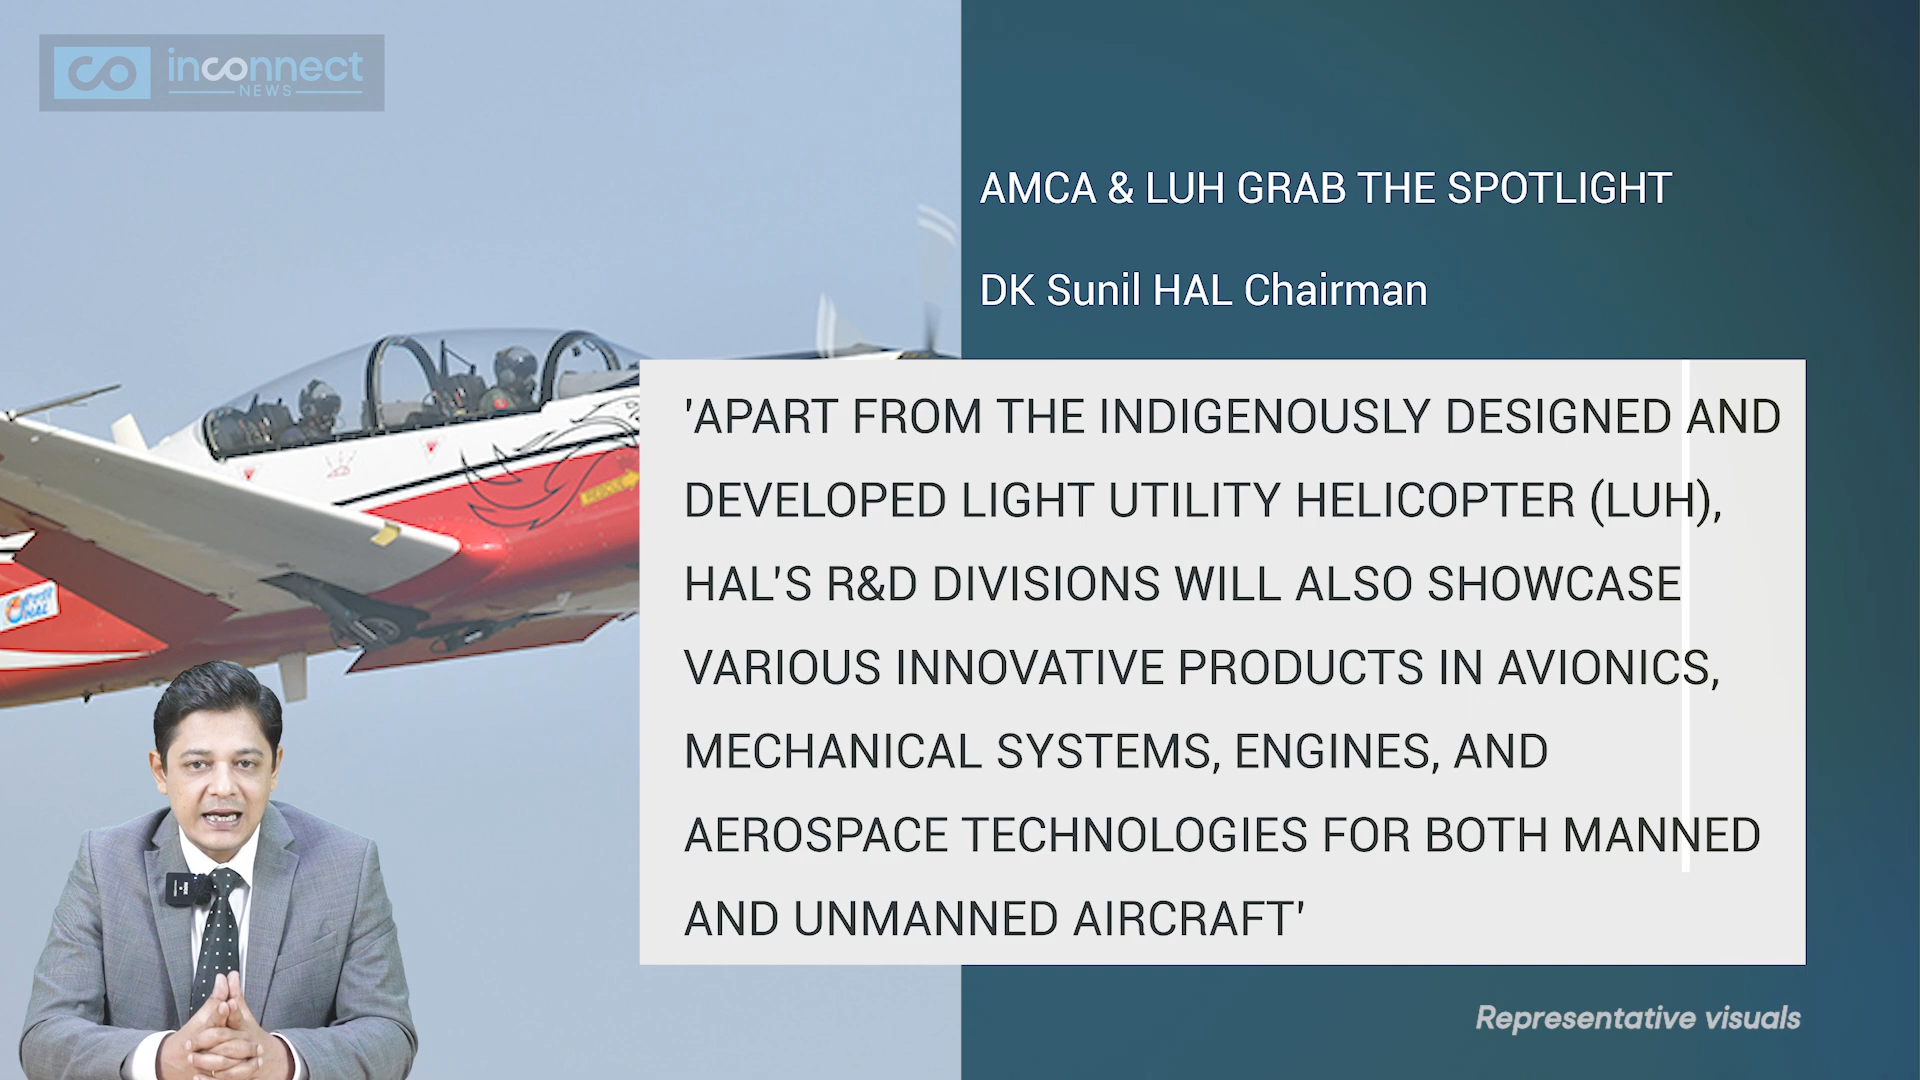 inconnect
NEWS
AMCA & LUH GRAB THE SPOTLIGHT
DK Sunil HAL Chairman
'APART FROM THE INDIGENOUSLY DESIGNED AND
DEVELOPED LIGHT UTILITY HELICOPTER (LUH),
HAL'S R&D DIVISIONS WILL ALSO SHOWCASE
VARIOUS INNOVATIVE PRODUCTS IN AVIONICS,
MECHANICAL SYSTEMS, ENGINES, AND
AEROSPACE TECHNOLOGIES FOR BOTH MANNED
AND UNMANNED AIRCRAFT'
RESCUE
HAL
Representative visuals